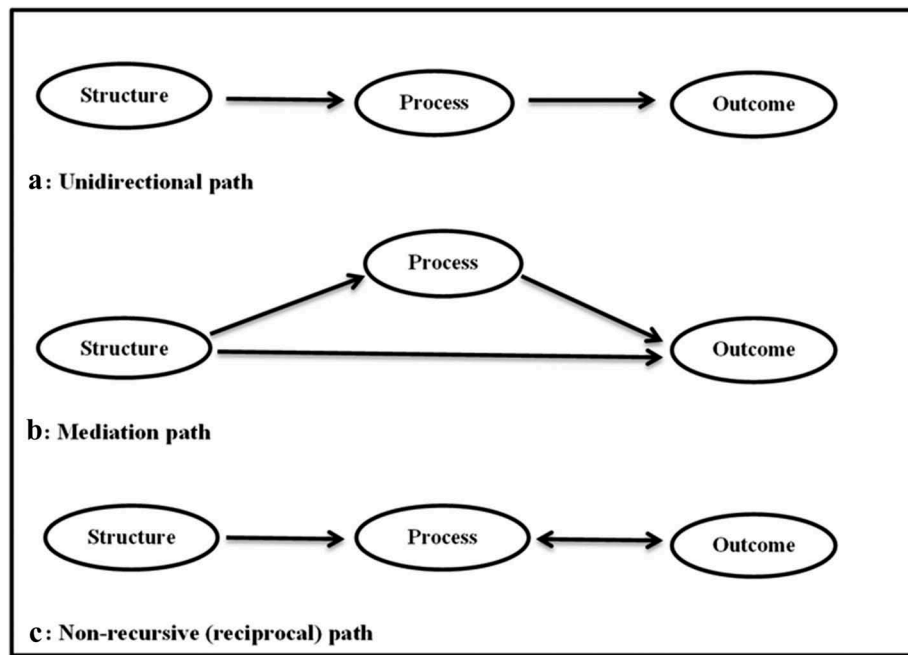 Structure
Process
Outcome
a: Unidirectional path
Process
Structure
Outcome
b: Mediation path
Structure
Process
Outcome
c: Non-recursive (reciprocal) path